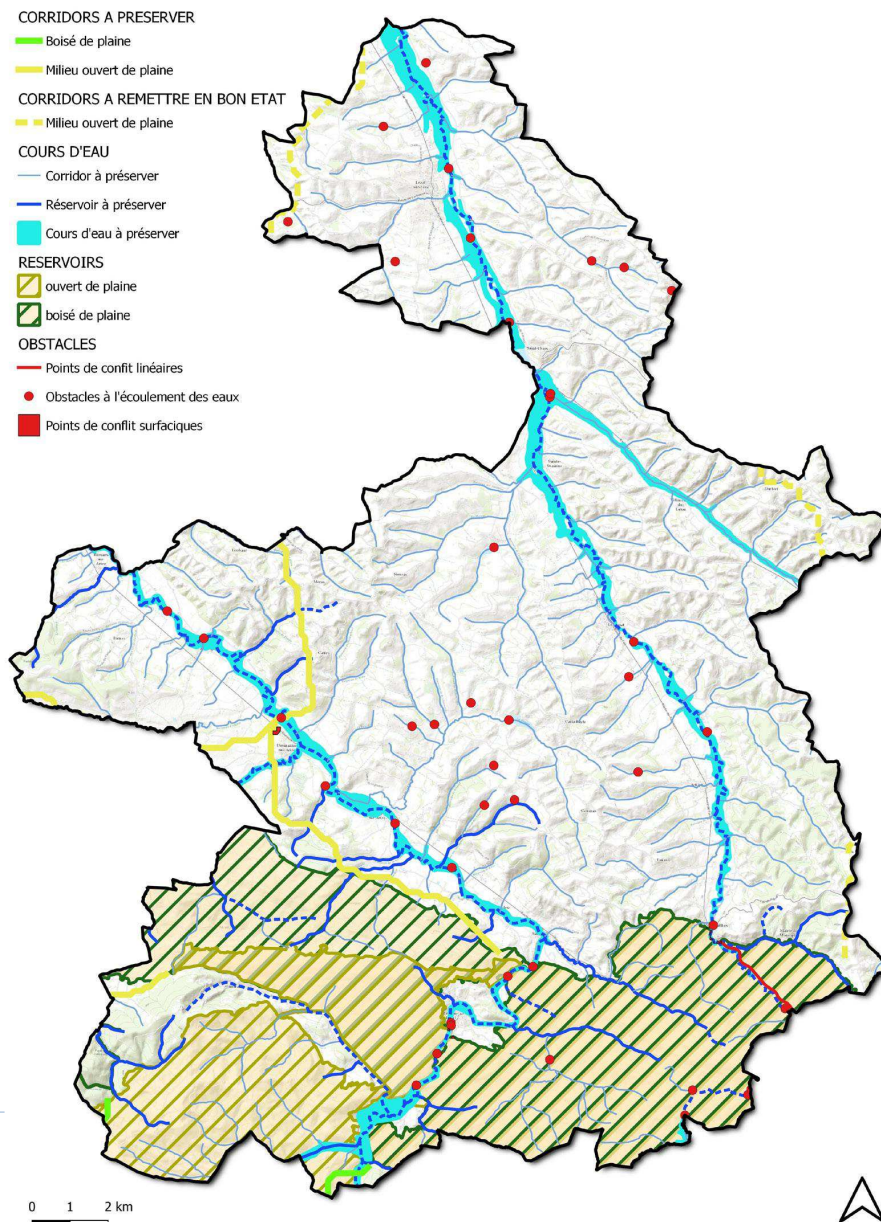 CORRIDORS A PRESERVER
Boisé de plaine
Milieu ouvert de plaine
CORRIDORS A REMETTRE EN BON ETAT
Milieu ouvert de plaine
COURS D'EAU
Corridor à préserver
Réservoir à préserver
Cours d'eau à préserver
RESERVOIRS
ouvert de plaine
boisé de plaine
OBSTACLES
Points de confit linéaires
Obstacles à l'écoulement des eaux
Points de conflit surfaciques
0 1 2 km